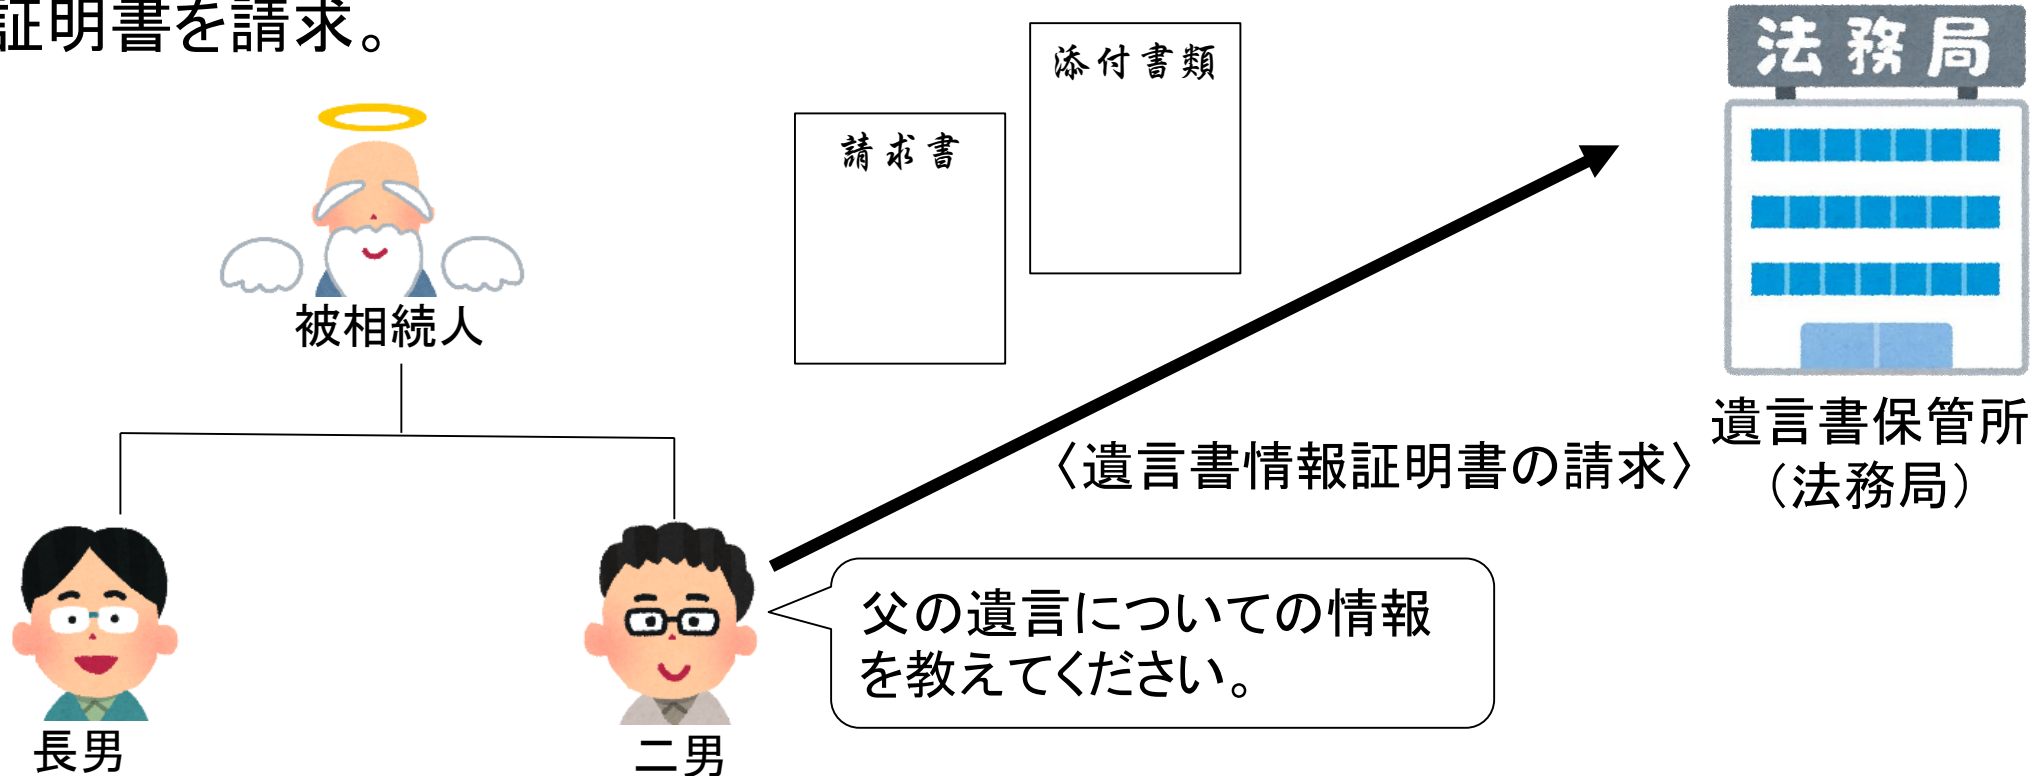 証明書を請求。
添付書類
請求書
法務局
被相続人
遺言書保管所
（法務局）
〈遺言書情報証明書の請求〉
父の遺言についての情報
を教えてください。
長男
二男